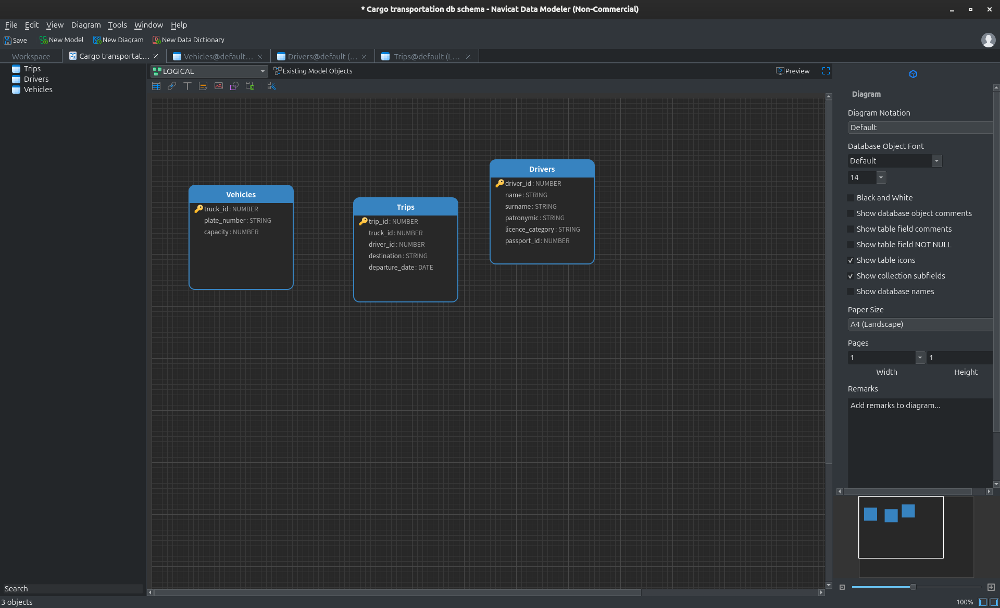 * Cargo transportation db schema - Navicat Data Modeler (Non-Commercial)
File Edit View Diagram Tools Window Help
Save New Model New Diagram New Data Dictionary
Workspace Cargo transportat... Vehicles@default... Drivers@default (... Trips@default (L...
Trips
Drivers
Vehicles
LOGICAL Existing Model Objects Preview
Vehicles
truck_id: NUMBER
plate_number: STRING
capacity: NUMBER
Trips
trip_id: NUMBER
truck_id: NUMBER
driver_id: NUMBER
destination: STRING
departure_date: DATE
Drivers
driver_id: NUMBER
name: STRING
surname: STRING
patronymic: STRING
licence_category: STRING
passport_id: NUMBER
Diagram
Diagram Notation
Default
Database Object Font
Default
14
Black and White
Show database object comments
Show table field comments
Show table field NOT NULL
Show table icons
Show collection subfields
Show database names
Paper Size
A4 (Landscape)
Pages
1 1
Width Height
Remarks
Add remarks to diagram...
Search
3 objects
100%